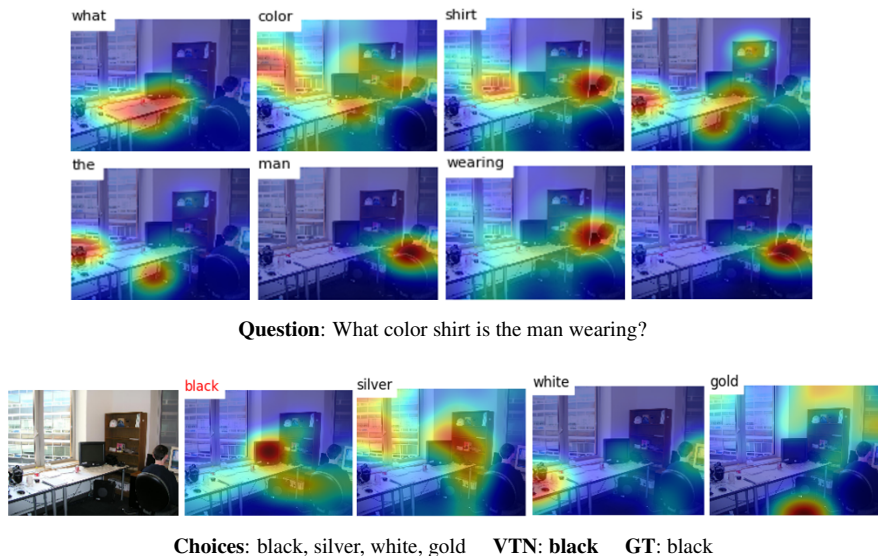 what color shirt is
the man wearing
Question: What color shirt is the man wearing?
black silver white gold
Choices: black, silver, white, gold VTN: black GT: black